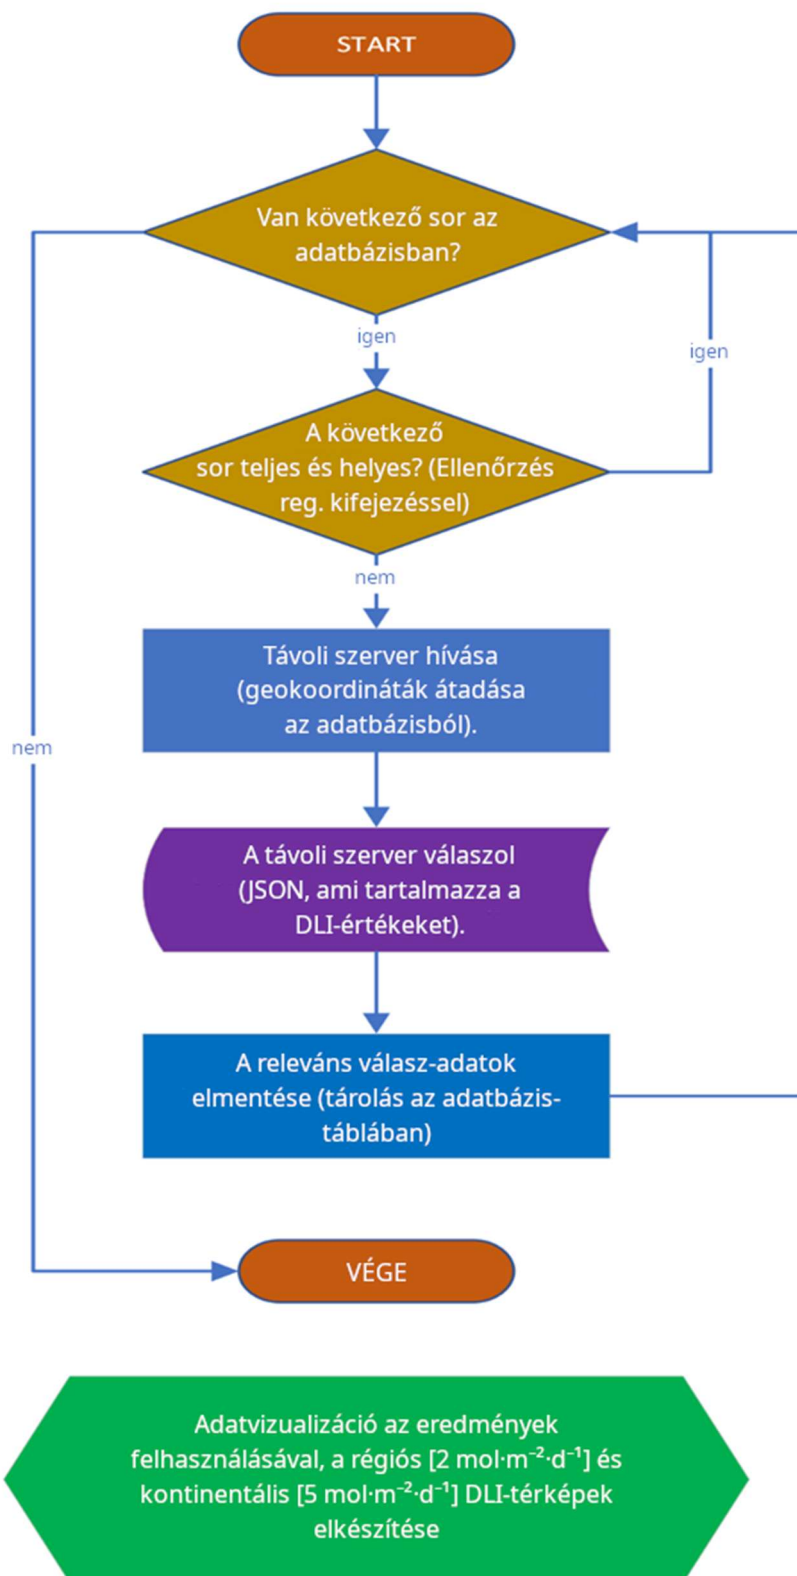 START
Van következő sor az
adatbázisban?
igen
igen
A következő
sor teljes és helyes? (Ellenőrzés
reg. kifejezéssel)
nem
Távoli szerver hívása
(geokoordináták átadása
az adatbázisból).
nem
A távoli szerver válaszol
(JSON, ami tartalmazza a
DLI-értékeket).
A releváns válasz-adatok
elmentése (tárolás az adatbázis-
táblában)
VÉGE
Adatvizualizáció az eredmények
felhasználásával, a régiós [2 mol·m⁻²·d⁻¹] és
kontinentális [5 mol·m⁻²·d⁻¹] DLI-térképek
elkészítése